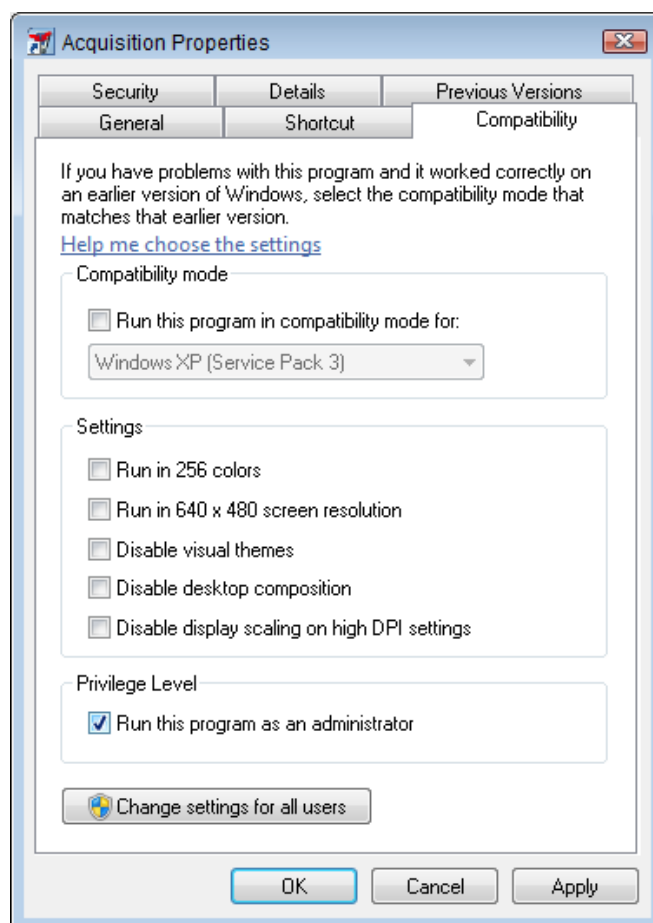 Acquisition Properties
Security Details Previous Versions
General Shortcut Compatibility
If you have problems with this program and it worked correctly on
an earlier version of Windows, select the compatibility mode that
matches that earlier version.
Help me choose the settings
Compatibility mode
Run this program in compatibility mode for:
Windows XP (Service Pack 3)
Settings
Run in 256 colors
Run in 640 x 480 screen resolution
Disable visual themes
Disable desktop composition
Disable display scaling on high DPI settings
Privilege Level
Run this program as an administrator
Change settings for all users
OK Cancel Apply